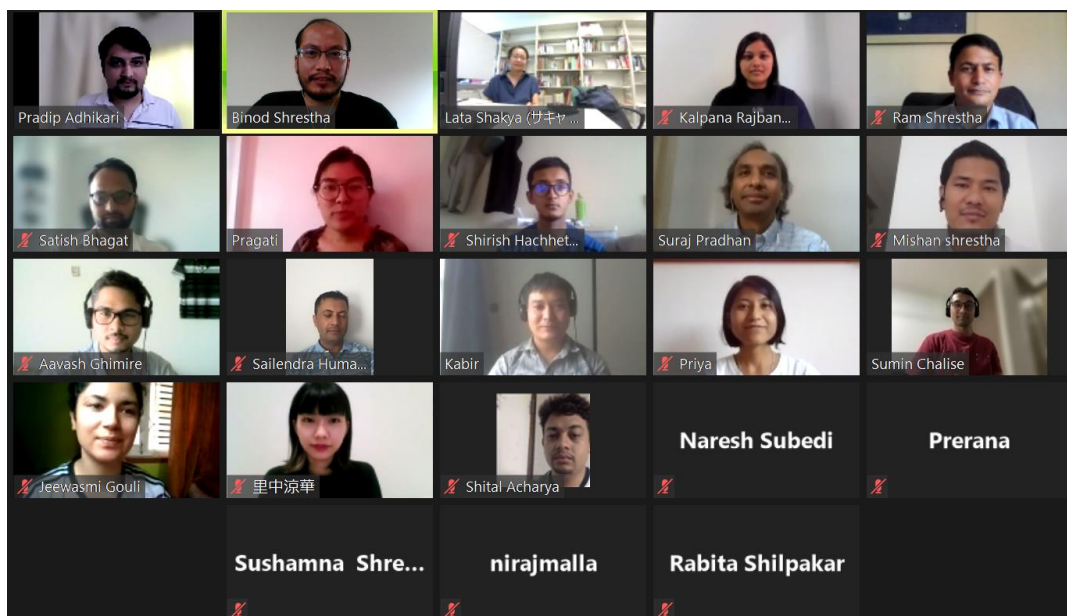 Pradip Adhikari
Binod Shrestha
Lata Shakya (サキャ ...
Kalpana Rajban...
Ram Shrestha
Satish Bhagat
Pragati
Shirish Hachhet...
Suraj Pradhan
Mishan shrestha
Aavash Ghimire
Sailendra Huma...
Kabir
Priya
Sumin Chalise
Jeewasmi Gouli
里中涼華
Shital Acharya
Naresh Subedi
Prerana
Sushamna Shre...
nirajmalla
Rabita Shilpakar